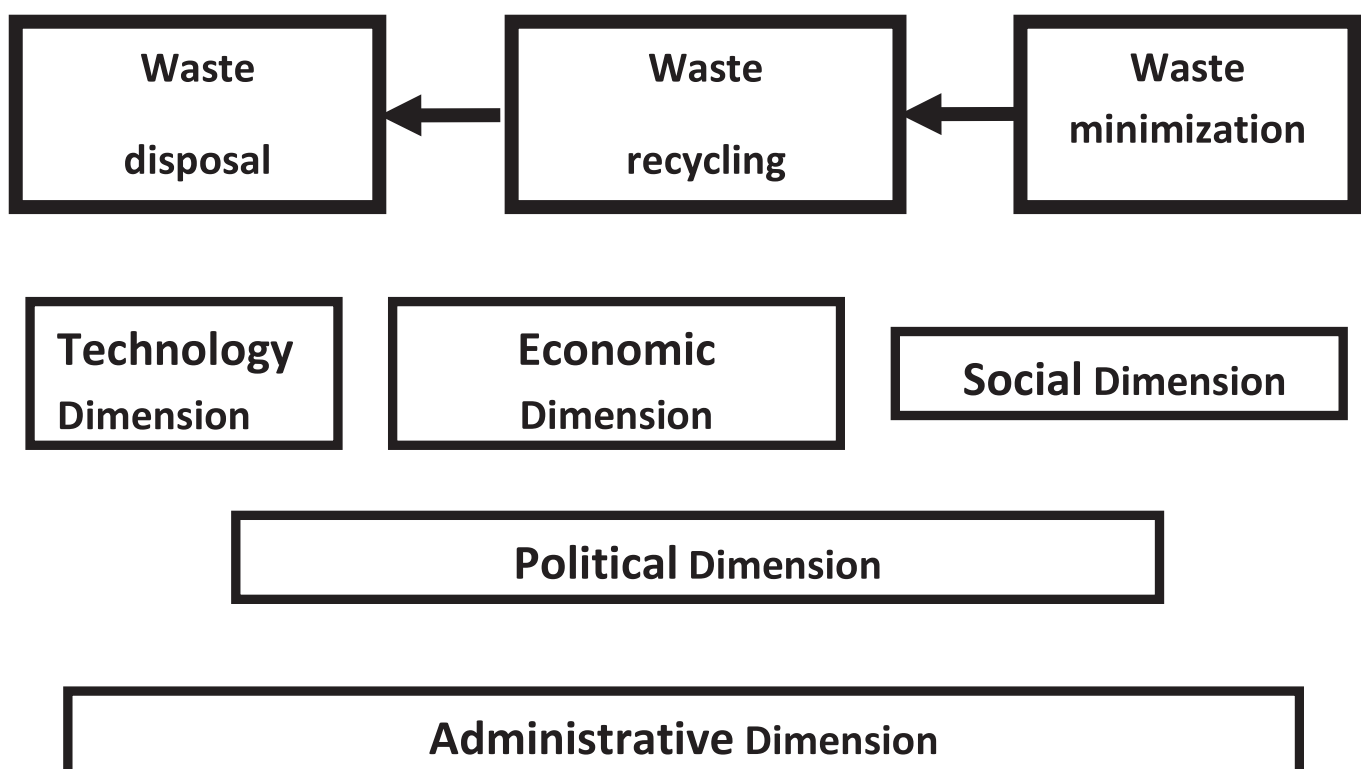 Waste
disposal
Waste
recycling
Waste
minimization
Technology
Dimension
Economic
Dimension
Social Dimension
Political Dimension
Administrative Dimension